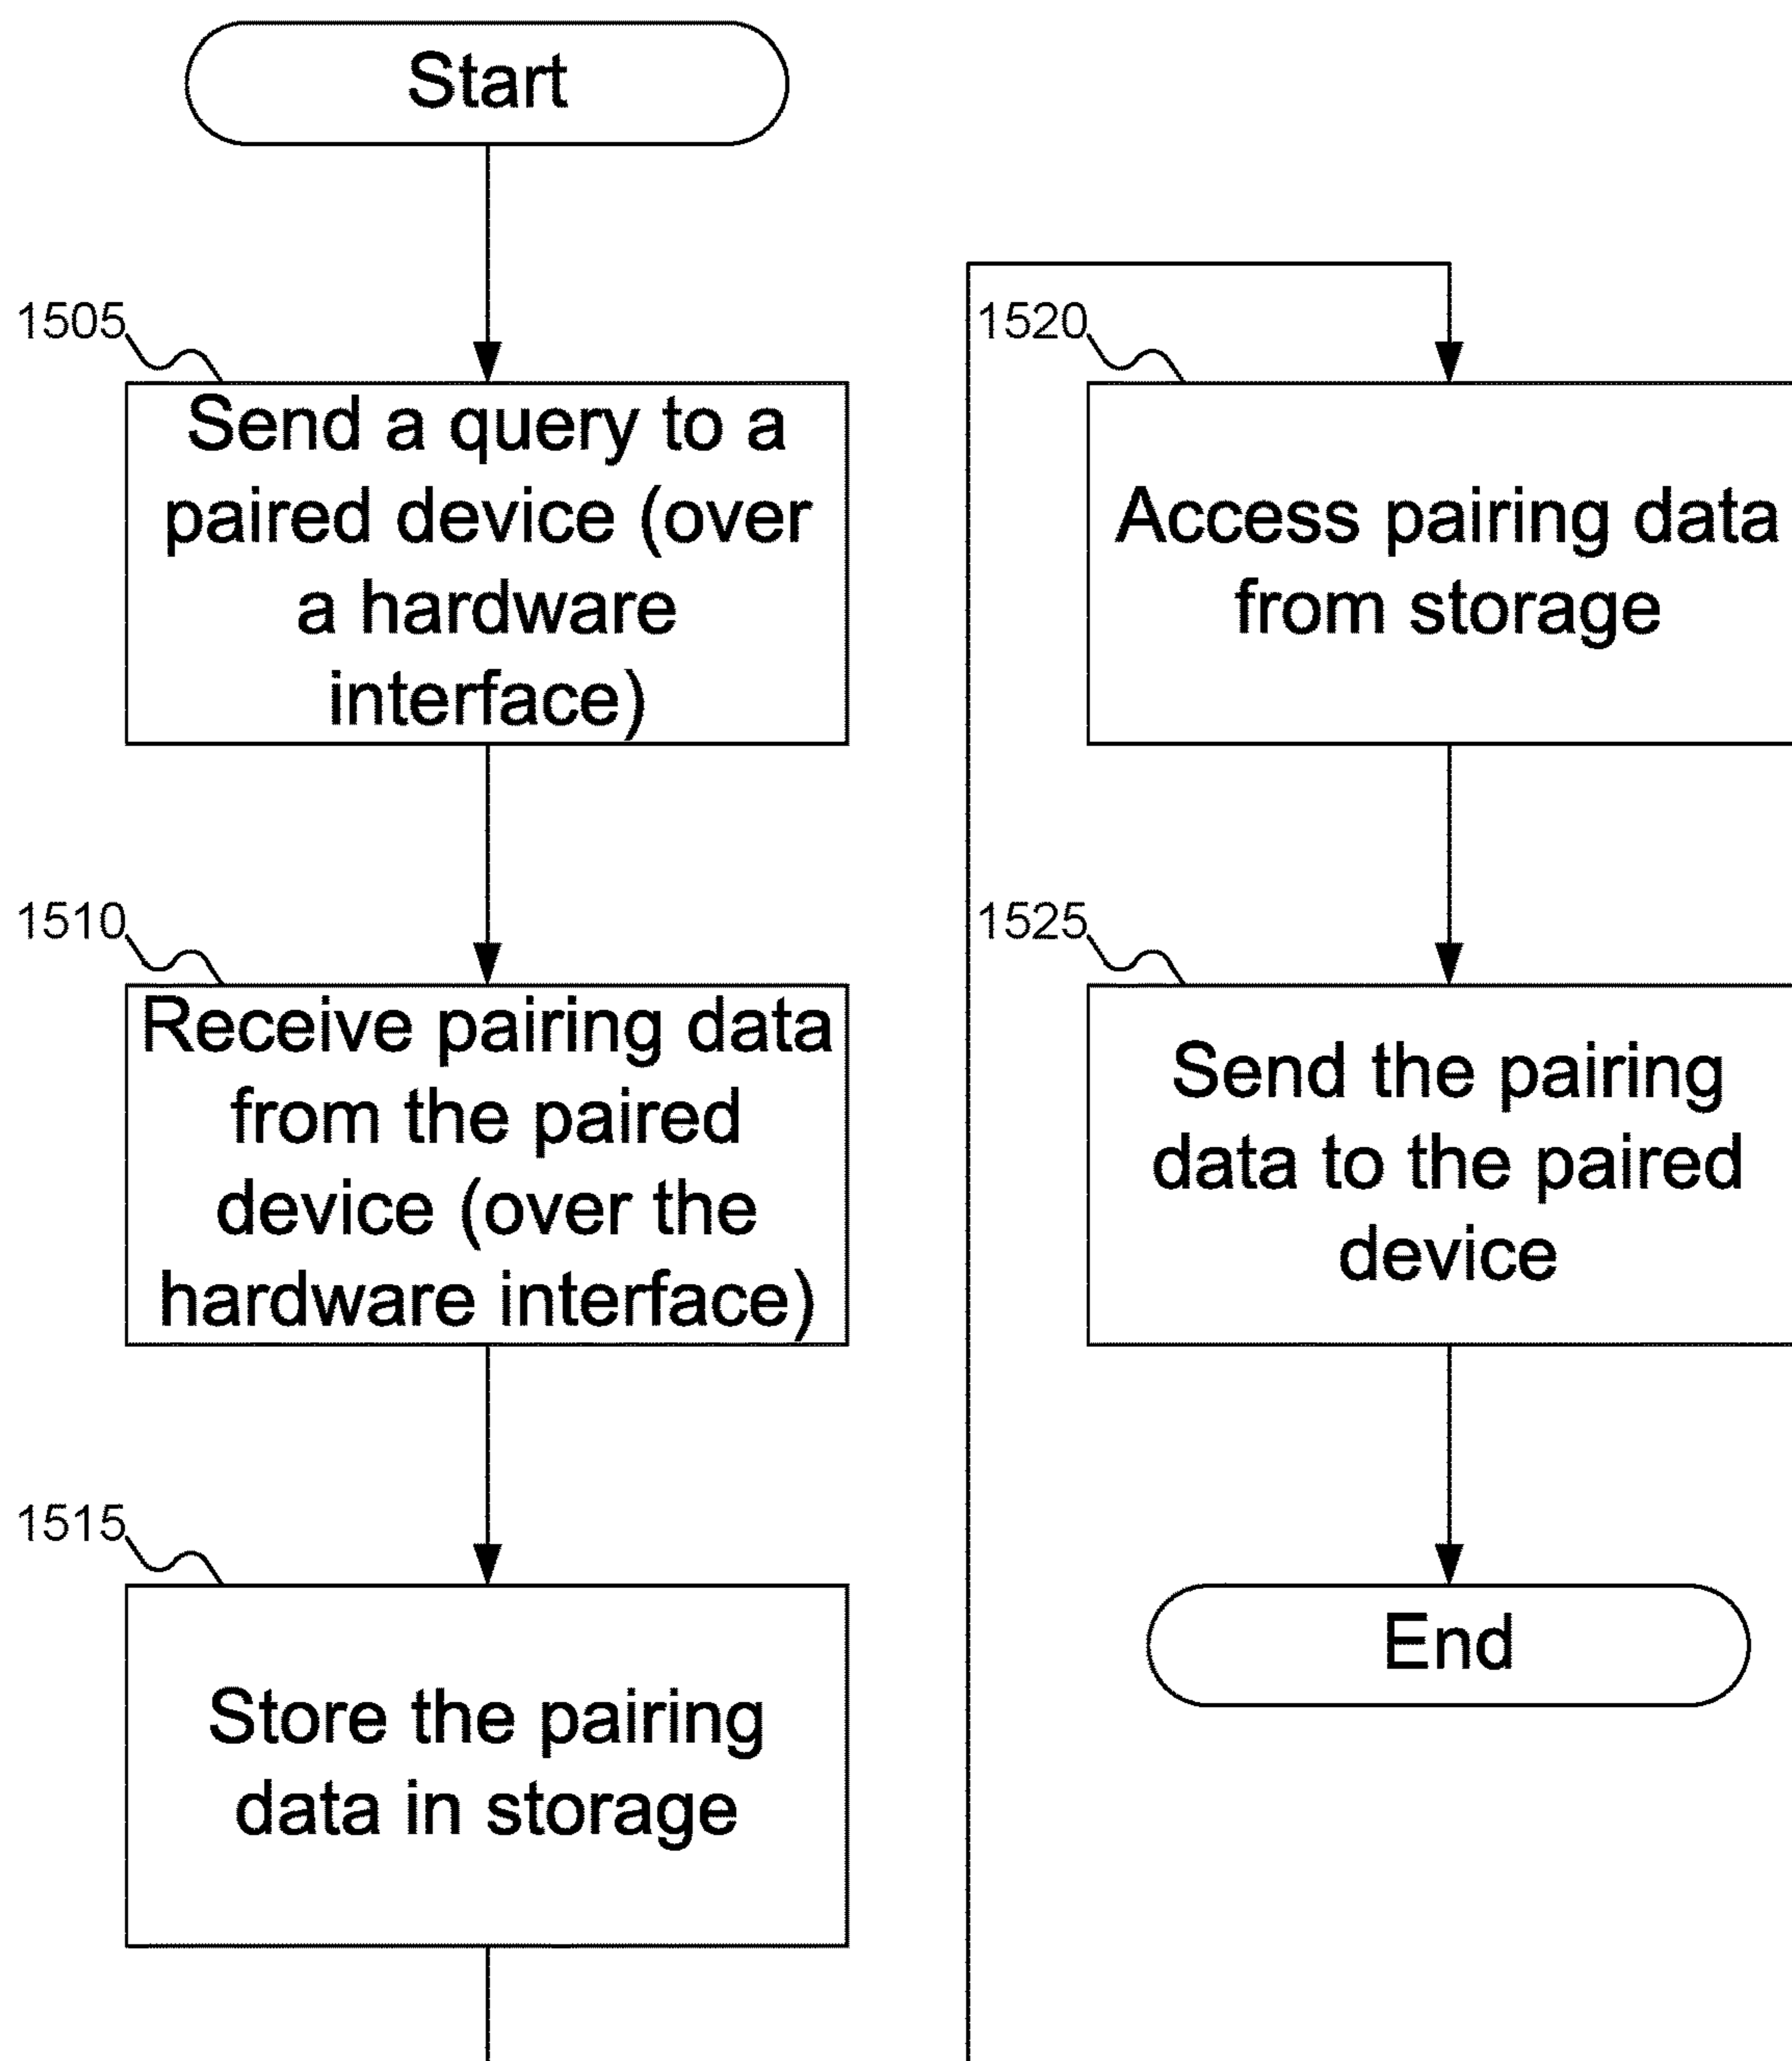 Start
1505
Send a query to a
paired device (over
a hardware
interface)
1510
Receive pairing data
from the paired
device (over the
hardware interface)
1515
Store the pairing
data in storage
1520
Access pairing data
from storage
1525
Send the pairing
data to the paired
device
End